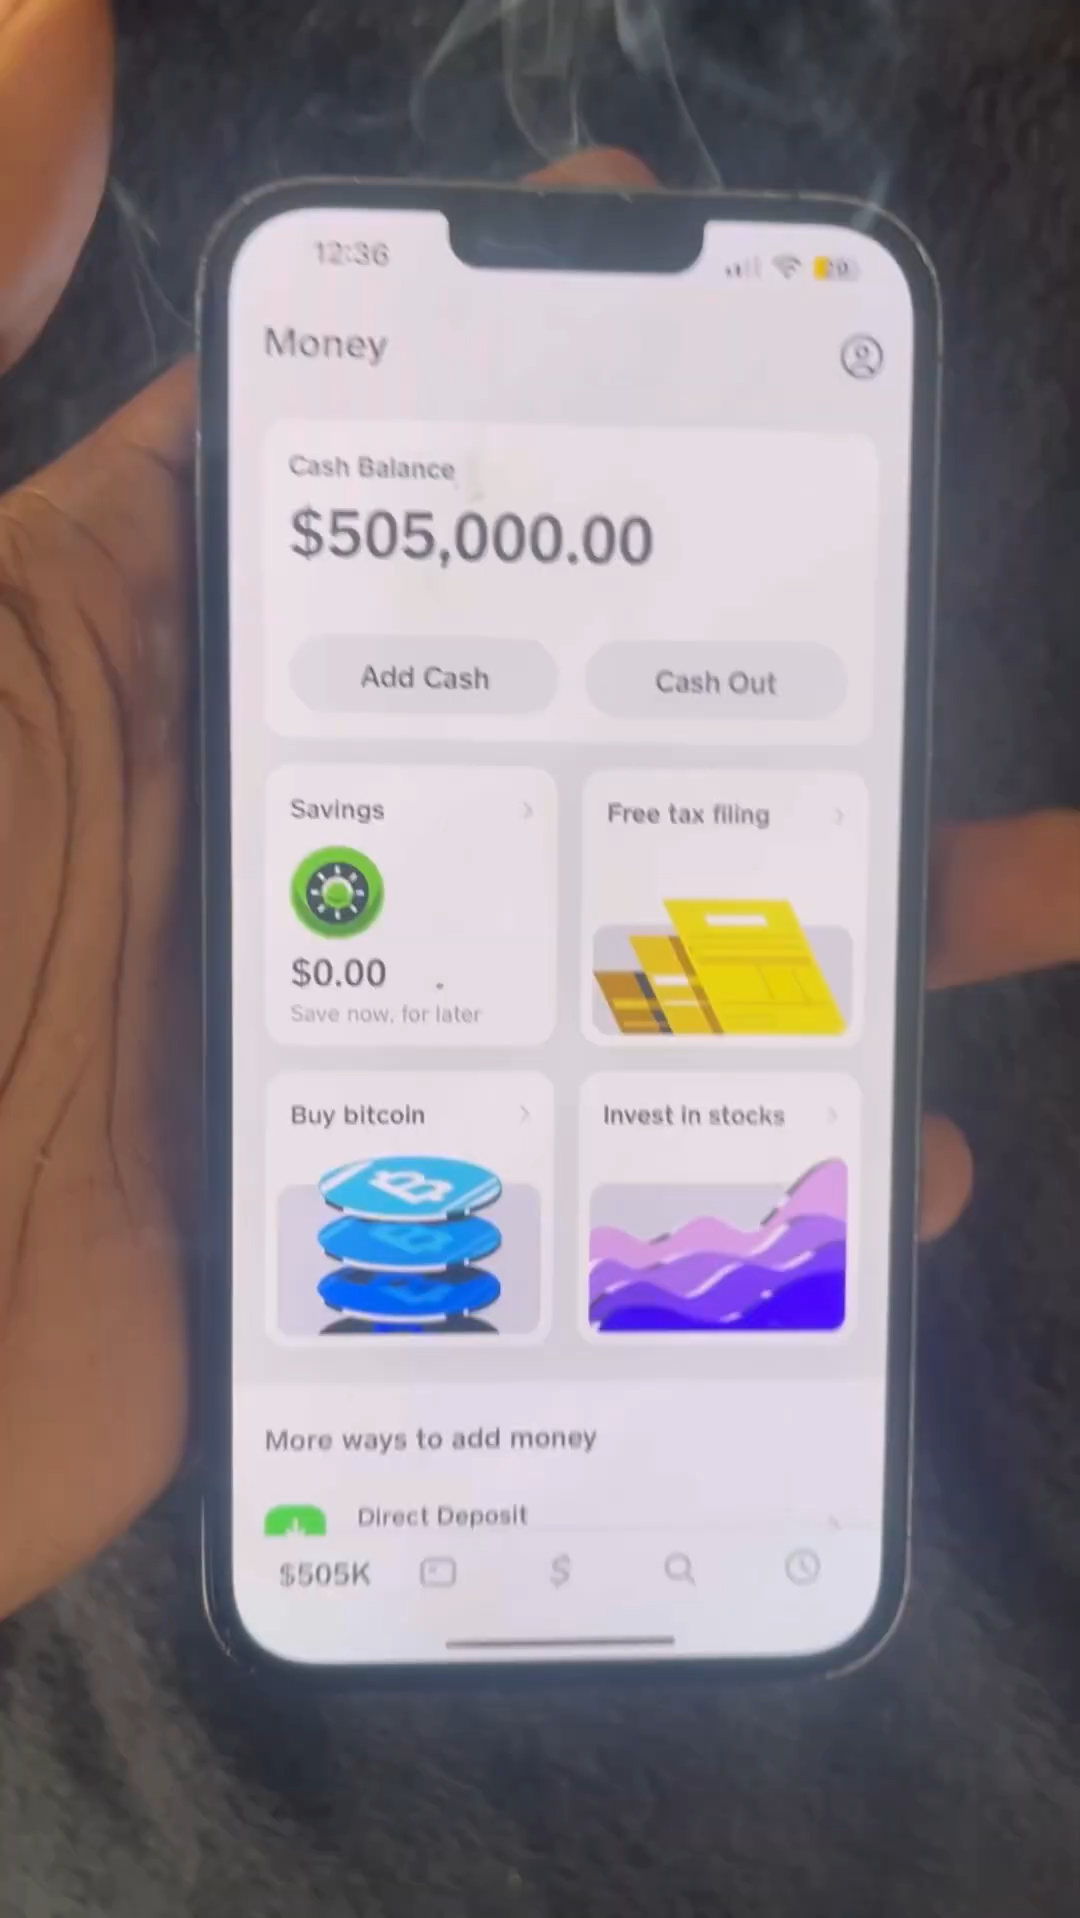 12:36
Money
Cash Balance
$505,000.00
Add Cash
Cash Out
Savings
Free tax filing
$0.00
Save now, for later
Buy bitcoin
Invest in stocks
More ways to add money
Direct Deposit
$505K
$